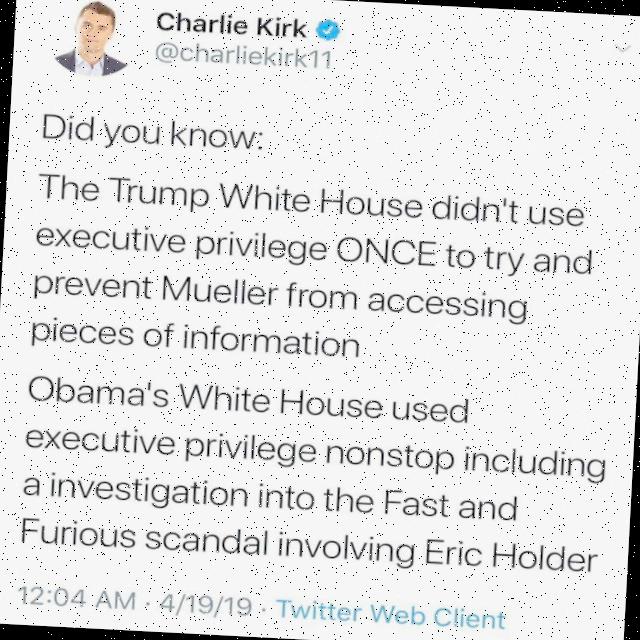 Charlie Kirk
@charliekirk11
Did you know:
The Trump White House didn't use
executive privilege ONCE to try and
prevent Mueller from accessing
pieces of information
Obama's White House used
executive privilege nonstop including
a investigation into the Fast and
Furious scandal involving Eric Holder
12:04 AM · 4/19/19 · Twitter Web Client